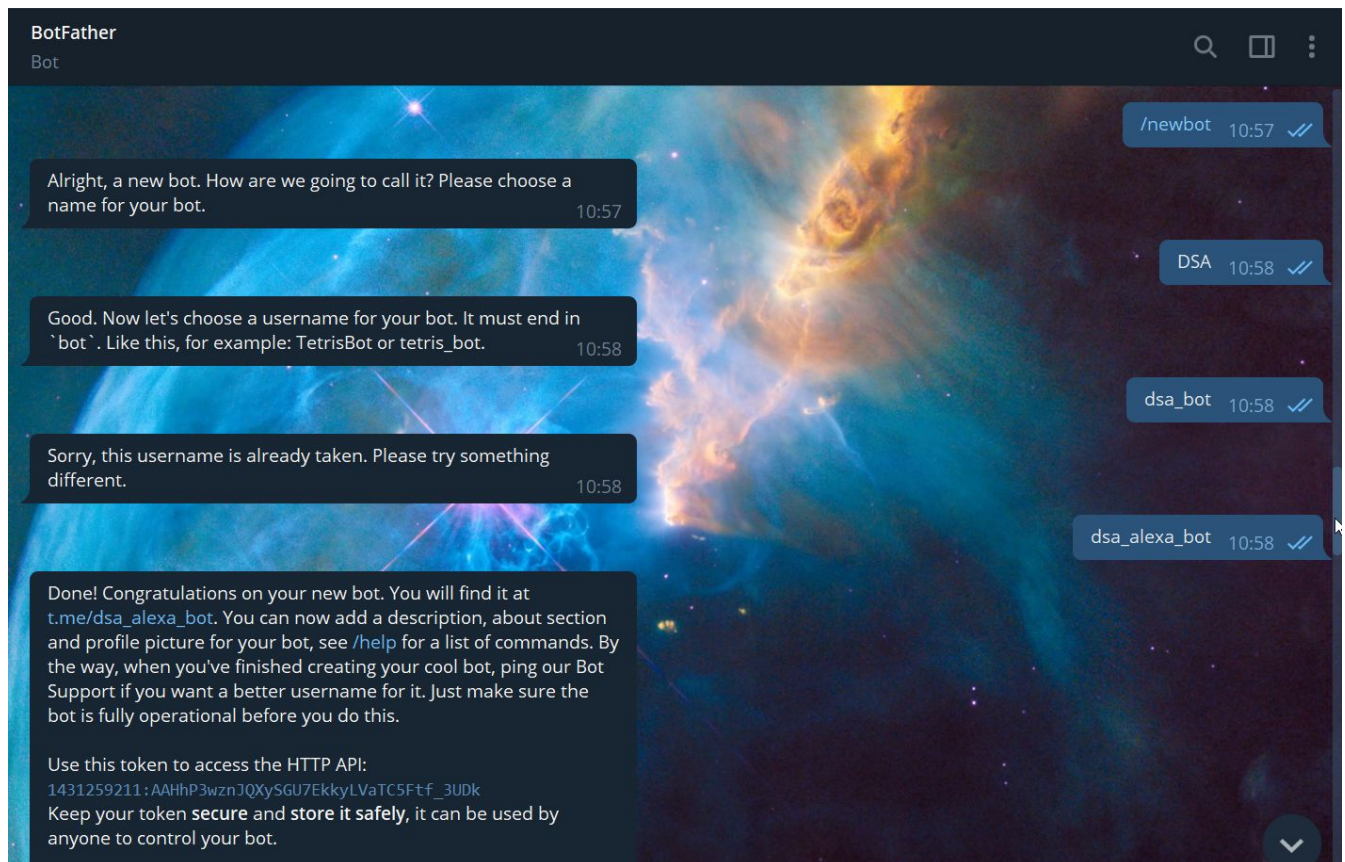 BotFather
Bot
/newbot 10:57
Alright, a new bot. How are we going to call it? Please choose a
name for your bot. 10:57
DSA 10:58
Good. Now let's choose a username for your bot. It must end in
`bot`. Like this, for example: TetrisBot or tetris_bot. 10:58
dsa_bot 10:58
Sorry, this username is already taken. Please try something
different. 10:58
dsa_alexa_bot 10:58
Done! Congratulations on your new bot. You will find it at
t.me/dsa_alexa_bot. You can now add a description, about section
and profile picture for your bot, see /help for a list of commands. By
the way, when you've finished creating your cool bot, ping our Bot
Support if you want a better username for it. Just make sure the
bot is fully operational before you do this.
Use this token to access the HTTP API:
1431259211:AAHhP3wznJQXySGU7EkkyLVaTC5Ftf_3UDk
Keep your token secure and store it safely, it can be used by
anyone to control your bot.